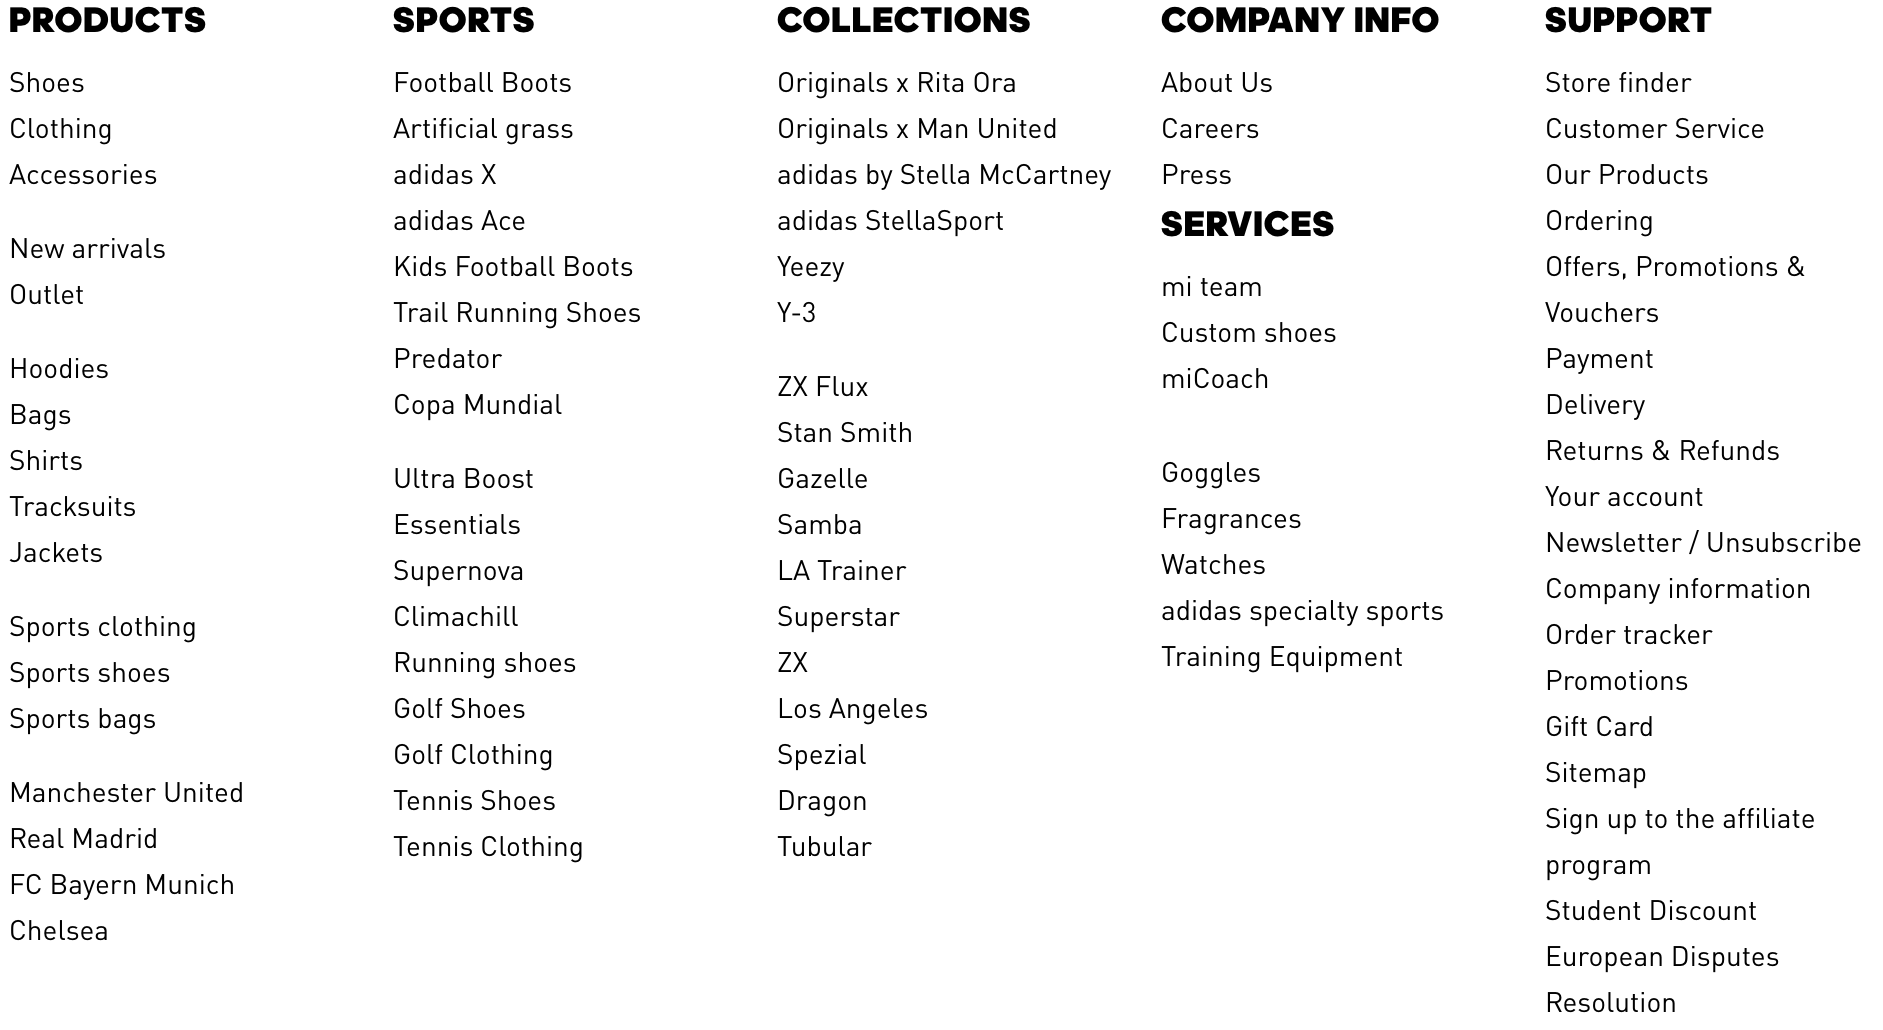 PRODUCTS
Shoes
Clothing
Accessories
New arrivals
Outlet
Hoodies
Bags
Shirts
Tracksuits
Jackets
Sports clothing
Sports shoes
Sports bags
Manchester United
Real Madrid
FC Bayern Munich
Chelsea
SPORTS
Football Boots
Artificial grass
adidas X
adidas Ace
Kids Football Boots
Trail Running Shoes
Predator
Copa Mundial
Ultra Boost
Essentials
Supernova
Climachill
Running shoes
Golf Shoes
Golf Clothing
Tennis Shoes
Tennis Clothing
COLLECTIONS
Originals x Rita Ora
Originals x Man United
adidas by Stella McCartney
adidas StellaSport
Yeezy
Y-3
ZX Flux
Stan Smith
Gazelle
Samba
LA Trainer
Superstar
ZX
Los Angeles
Spezial
Dragon
Tubular
COMPANY INFO
About Us
Careers
Press
SERVICES
mi team
Custom shoes
miCoach
Goggles
Fragrances
Watches
adidas specialty sports
Training Equipment
SUPPORT
Store finder
Customer Service
Our Products
Ordering
Offers, Promotions &
Vouchers
Payment
Delivery
Returns & Refunds
Your account
Newsletter / Unsubscribe
Company information
Order tracker
Promotions
Gift Card
Sitemap
Sign up to the affiliate
program
Student Discount
European Disputes
Resolution